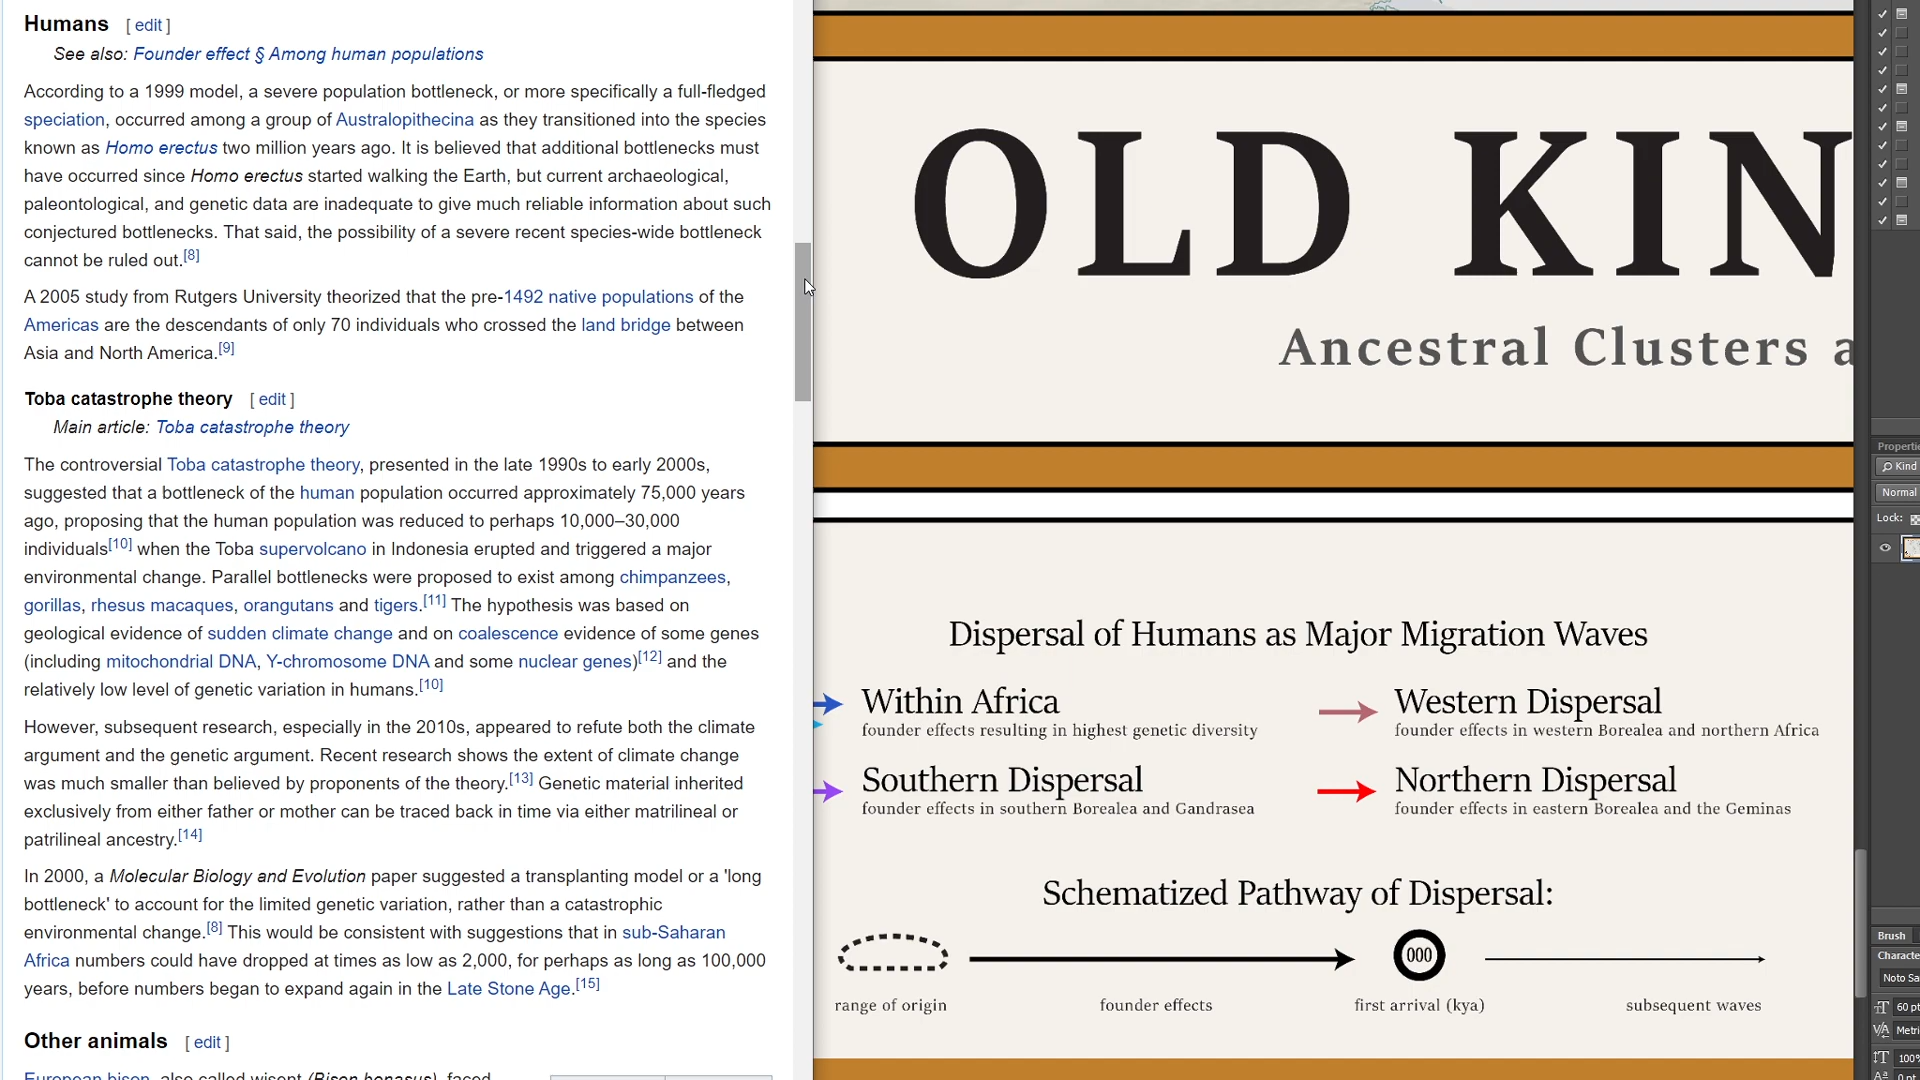 Humans [ edit ]
See also: Founder effect § Among human populations
According to a 1999 model, a severe population bottleneck, or more specifically a full-fledged
speciation, occurred among a group of Australopithecina as they transitioned into the species
known as Homo erectus two million years ago. It is believed that additional bottlenecks must
have occurred since Homo erectus started walking the Earth, but current archaeological,
paleontological, and genetic data are inadequate to give much reliable information about such
conjectured bottlenecks. That said, the possibility of a severe recent species-wide bottleneck
cannot be ruled out.[8]
A 2005 study from Rutgers University theorized that the pre-1492 native populations of the
Americas are the descendants of only 70 individuals who crossed the land bridge between
Asia and North America.[9]
Toba catastrophe theory [ edit ]
Main article: Toba catastrophe theory
The controversial Toba catastrophe theory, presented in the late 1990s to early 2000s,
suggested that a bottleneck of the human population occurred approximately 75,000 years
ago, proposing that the human population was reduced to perhaps 10,000–30,000
individuals[10] when the Toba supervolcano in Indonesia erupted and triggered a major
environmental change. Parallel bottlenecks were proposed to exist among chimpanzees,
gorillas, rhesus macaques, orangutans and tigers.[11] The hypothesis was based on
geological evidence of sudden climate change and on coalescence evidence of some genes
(including mitochondrial DNA, Y-chromosome DNA and some nuclear genes)[12] and the
relatively low level of genetic variation in humans.[10]
However, subsequent research, especially in the 2010s, appeared to refute both the climate
argument and the genetic argument. Recent research shows the extent of climate change
was much smaller than believed by proponents of the theory.[13] Genetic material inherited
exclusively from either father or mother can be traced back in time via either matrilineal or
patrilineal ancestry.[14]
In 2000, a Molecular Biology and Evolution paper suggested a transplanting model or a 'long
bottleneck' to account for the limited genetic variation, rather than a catastrophic
environmental change.[8] This would be consistent with suggestions that in sub-Saharan
Africa numbers could have dropped at times as low as 2,000, for perhaps as long as 100,000
years, before numbers began to expand again in the Late Stone Age.[15]
Other animals [ edit ]
European bison, also called wisent (Bison bonasus), faced
OLD KIN
Ancestral Clusters a
Dispersal of Humans as Major Migration Waves
Within Africa
founder effects resulting in highest genetic diversity
Western Dispersal
founder effects in western Borealea and northern Africa
Southern Dispersal
founder effects in southern Borealea and Gandrasea
Northern Dispersal
founder effects in eastern Borealea and the Geminas
Schematized Pathway of Dispersal:
000
range of origin
founder effects
first arrival (kya)
subsequent waves
Properti
Kind
Normal
Lock:
Brush
Characte
Noto Sa
60 pt
Metri
100%
0 pt